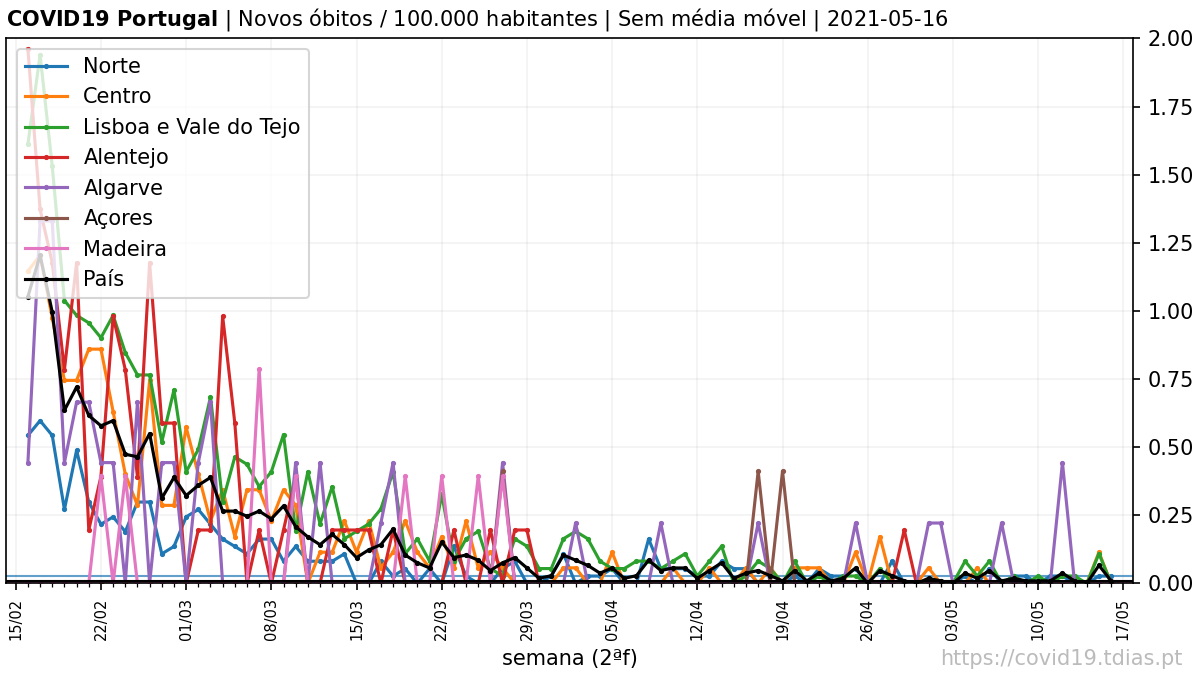 COVID19 Portugal | Novos óbitos / 100.000 habitantes | Sem média móvel | 2021-05-16
Norte
Centro
Lisboa e Vale do Tejo
Alentejo
Algarve
Açores
Madeira
País
2.00
1.75
1.50
1.25
1.00
0.75
0.50
0.25
0.00
15/02 22/02 01/03 08/03 15/03 22/03 29/03 05/04 12/04 19/04 26/04 03/05 10/05 17/05
semana (2ªf)
https://covid19.tdias.pt